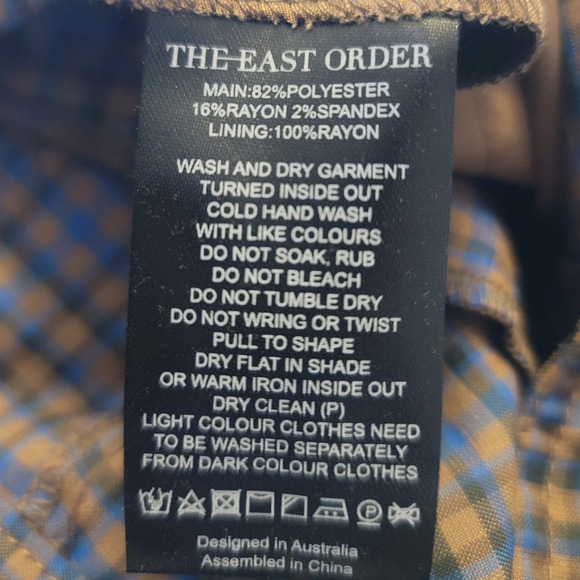 THE EAST ORDER
MAIN:82%POLYESTER
16%RAYON 2%SPANDEX
LINING:100%RAYON
WASH AND DRY GARMENT
TURNED INSIDE OUT
COLD HAND WASH
WITH LIKE COLOURS
DO NOT SOAK, RUB
DO NOT BLEACH
DO NOT TUMBLE DRY
DO NOT WRING OR TWIST
PULL TO SHAPE
DRY FLAT IN SHADE
OR WARM IRON INSIDE OUT
DRY CLEAN (P)
LIGHT COLOUR CLOTHES NEED
TO BE WASHED SEPARATELY
FROM DARK COLOUR CLOTHES
P
Designed in Australia
Assembled in China